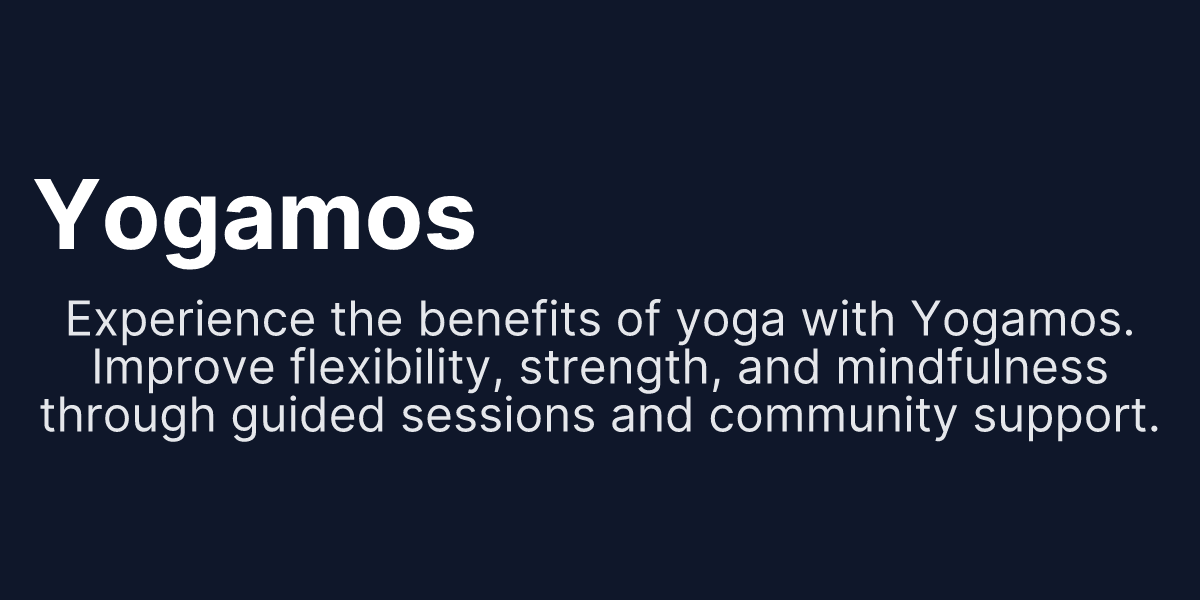 Yogamos
Experience the benefits of yoga with Yogamos.
Improve flexibility, strength, and mindfulness
through guided sessions and community support.